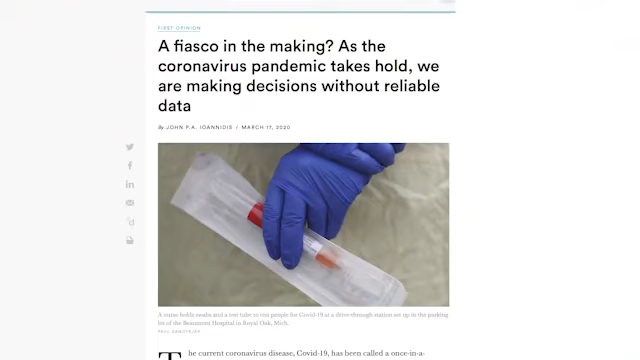 FIRST OPINION
A fiasco in the making? As the
coronavirus pandemic takes hold, we
are making decisions without reliable
data
By JOHN P.A. IOANNIDIS / MARCH 17, 2020
A nurse holds swabs and a test tube to test people for Covid-19 at a drive-through station set up in the parking
lot of the Beaumont Hospital in Royal Oak, Mich.
PAUL SANCYA/AP
The current coronavirus disease, Covid-19, has been called a once-in-a-